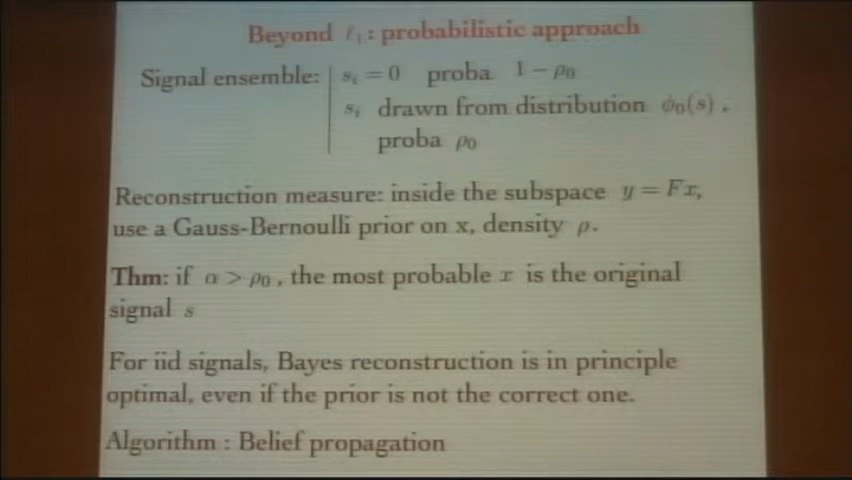 Beyond ℓ₁: probabilistic approach
Signal ensemble: sᵢ = 0 proba 1 − ρ₀
sᵢ drawn from distribution ϕ₀(s).
proba ρ₀
Reconstruction measure: inside the subspace y = Fx,
use a Gauss-Bernoulli prior on x, density ρ.
Thm: if α > ρ₀, the most probable x is the original
signal s
For iid signals, Bayes reconstruction is in principle
optimal, even if the prior is not the correct one.
Algorithm : Belief propagation